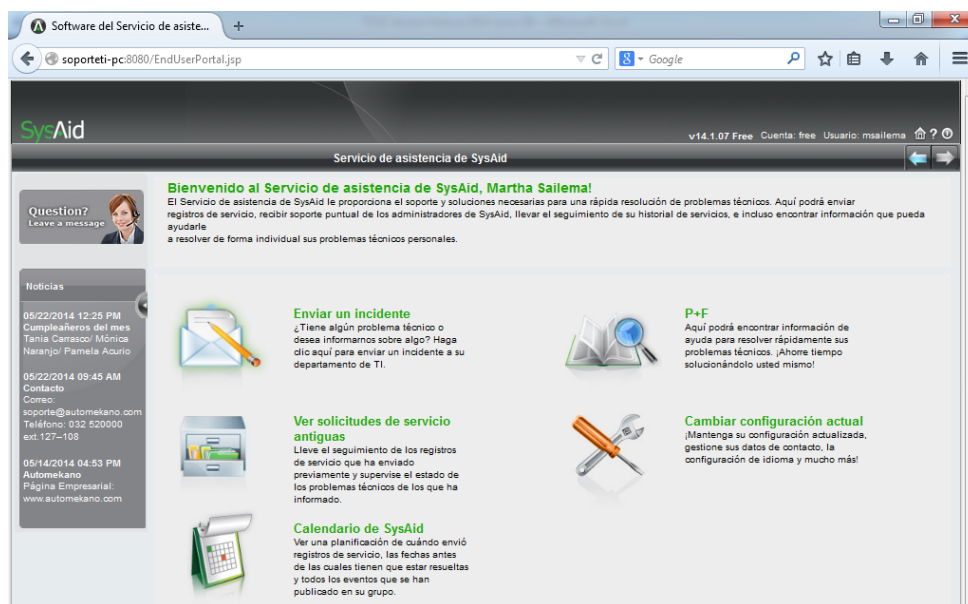 Software del Servicio de asiste...
soporteti-pc:8080/EndUserPortal.jsp
Google
SysAid
v14.1.07 Free Cuenta: free Usuario: msailema
Servicio de asistencia de SysAid
Question?
Leave a message
Bienvenido al Servicio de asistencia de SysAid, Martha Sailema!
El Servicio de asistencia de SysAid le proporciona el soporte y soluciones necesarias para una rápida resolución de problemas técnicos. Aquí podrá enviar
registros de servicio, recibir soporte puntual de los administradores de SysAid, llevar el seguimiento de su historial de servicios, e incluso encontrar información que pueda
ayudarle
a resolver de forma individual sus problemas técnicos personales.
Noticias
05/22/2014 12:25 PM
Cumpleañeros del mes
Tania Carrasco/ Mónica
Naranjo/ Pamela Acurio
05/22/2014 09:45 AM
Contacto
Correo:
soporte@automekano.com
Teléfono: 032 520000
ext.127–108
05/14/2014 04:53 PM
Automekano
Página Empresarial:
www.automekano.com
Enviar un incidente
¿Tiene algún problema técnico o
desea informarnos sobre algo? Haga
clic aquí para enviar un incidente a su
departamento de TI.
P+F
Aquí podrá encontrar información de
ayuda para resolver rápidamente sus
problemas técnicos. ¡Ahorre tiempo
solucionándolo usted mismo!
Ver solicitudes de servicio
antiguas
Lleve el seguimiento de los registros
de servicio que ha enviado
previamente y supervise el estado de
los problemas técnicos de los que ha
informado.
Cambiar configuración actual
¡Mantenga su configuración actualizada,
gestione sus datos de contacto, la
configuración de idioma y mucho más!
Calendario de SysAid
Ver una planificación de cuándo envió
registros de servicio, las fechas antes
de las cuales tienen que estar resueltas
y todos los eventos que se han
publicado en su grupo.